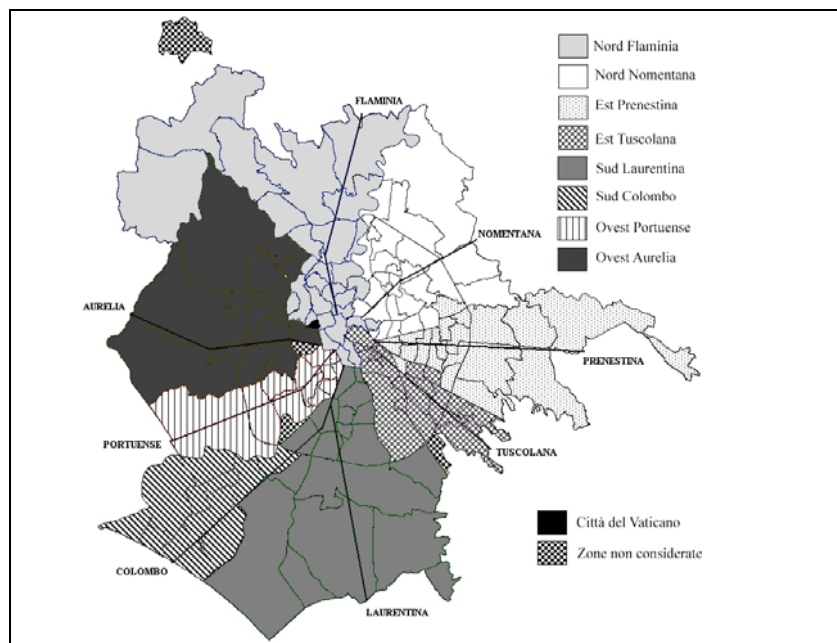 Nord Flaminia
Nord Nomentana
Est Prenestina
Est Tuscolana
Sud Laurentina
Sud Colombo
Ovest Portuense
Ovest Aurelia
FLAMINIA
NOMENTANA
AURELIA
PRENESTINA
PORTUENSE
TUSCOLANA
COLOMBO
LAURENTINA
Città del Vaticano
Zone non considerate